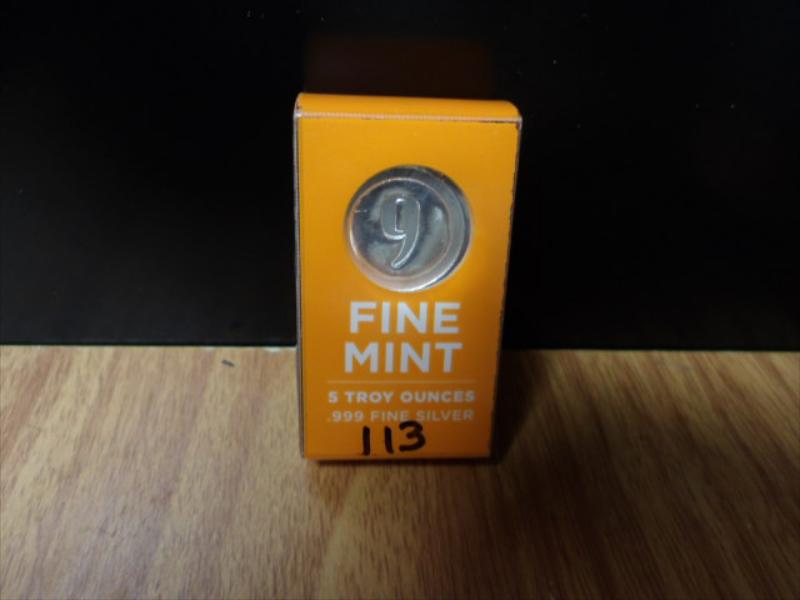 9
FINE
MINT
5 TROY OUNCES
.999 FINE SILVER
113